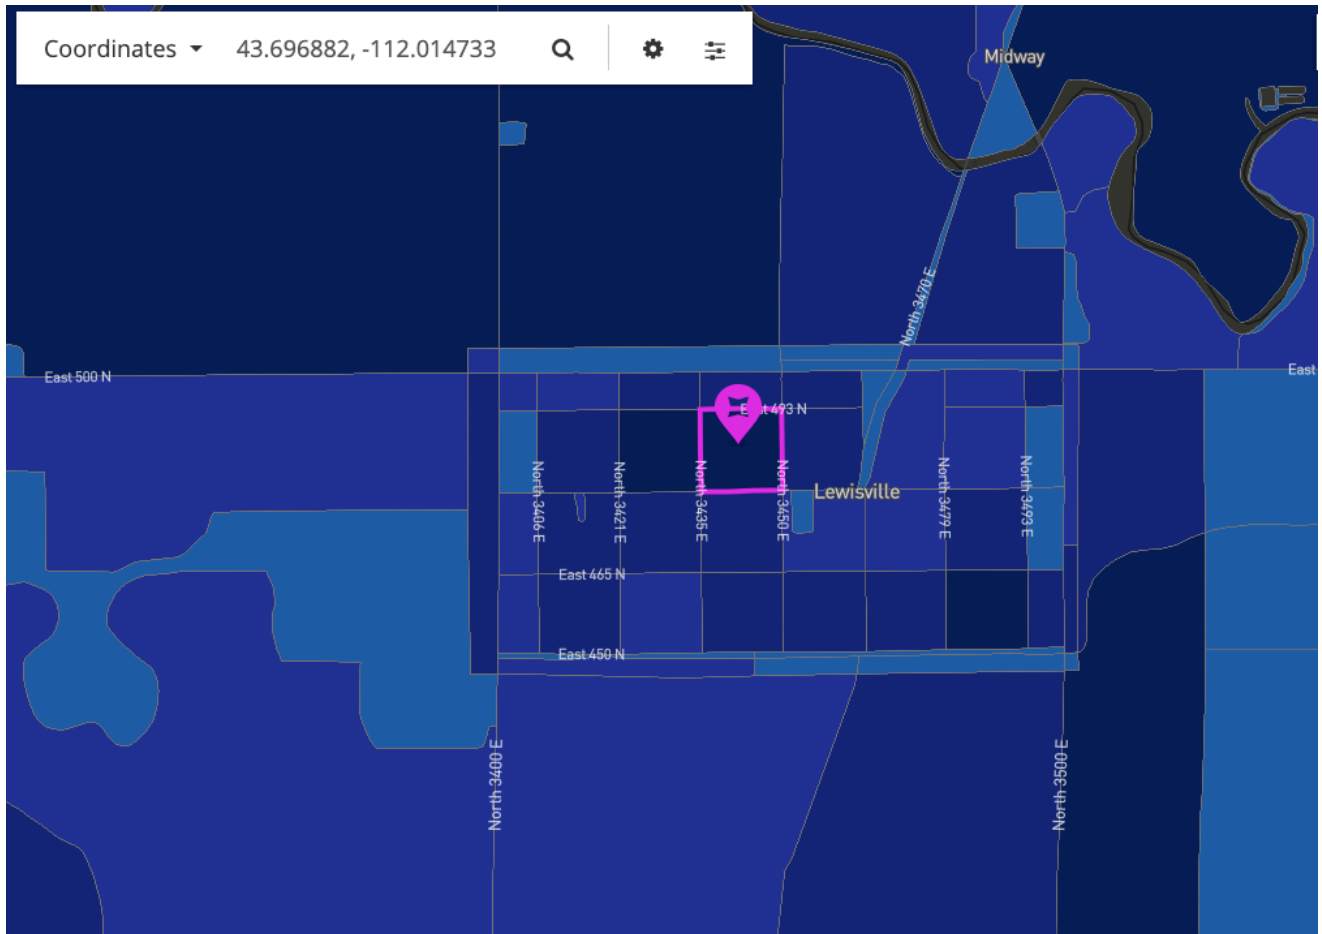 Coordinates 43.696882, -112.014733
Midway
North 3470 E
East 500 N
East
East 493 N
North 3406 E
North 3421 E
North 3435 E
North 3450 E
Lewisville
North 3479 E
North 3493 E
East 465 N
East 450 N
North 3400 E
North 3500 E